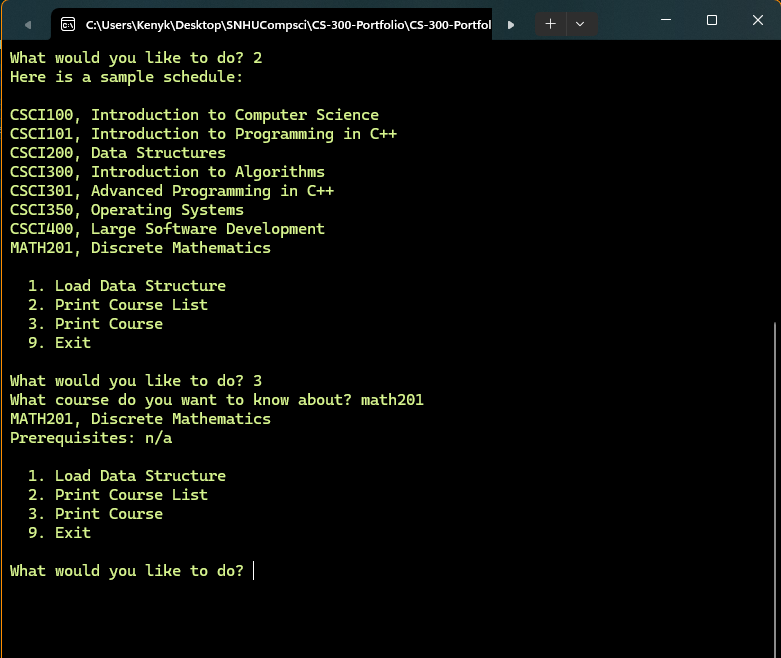 C:\Users\Kenyk\Desktop\SNHUCompsci\CS-300-Portfolio\CS-300-Portfol
What would you like to do? 2
Here is a sample schedule:
CSCI100, Introduction to Computer Science
CSCI101, Introduction to Programming in C++
CSCI200, Data Structures
CSCI300, Introduction to Algorithms
CSCI301, Advanced Programming in C++
CSCI350, Operating Systems
CSCI400, Large Software Development
MATH201, Discrete Mathematics
1. Load Data Structure
2. Print Course List
3. Print Course
9. Exit
What would you like to do? 3
What course do you want to know about? math201
MATH201, Discrete Mathematics
Prerequisites: n/a
1. Load Data Structure
2. Print Course List
3. Print Course
9. Exit
What would you like to do?